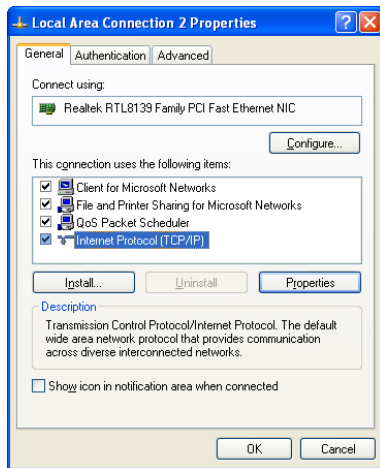 Local Area Connection 2 Properties
General Authentication Advanced
Connect using:
Realtek RTL8139 Family PCI Fast Ethernet NIC
Configure...
This connection uses the following items:
Client for Microsoft Networks
File and Printer Sharing for Microsoft Networks
QoS Packet Scheduler
Internet Protocol (TCP/IP)
Install... Uninstall Properties
Description
Transmission Control Protocol/Internet Protocol. The default
wide area network protocol that provides communication
across diverse interconnected networks.
Show icon in notification area when connected
OK Cancel